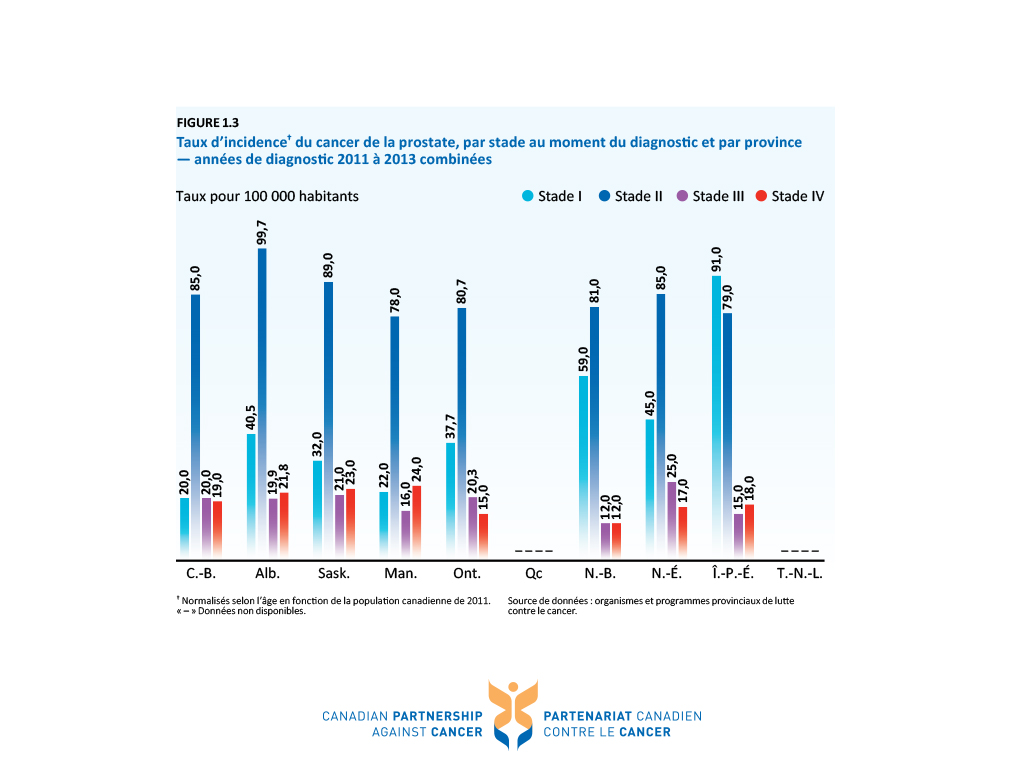 FIGURE 1.3
Taux d'incidence† du cancer de la prostate, par stade au moment du diagnostic et par province
— années de diagnostic 2011 à 2013 combinées
Taux pour 100 000 habitants
Stade I Stade II Stade III Stade IV
20,0 85,0 20,0 19,0
40,5 99,7 19,9 21,8
32,0 89,0 21,0 23,0
22,0 78,0 16,0 24,0
37,7 80,7 20,3 15,0
– – – –
59,0 81,0 12,0 12,0
45,0 85,0 25,0 17,0
91,0 79,0 15,0 18,0
– – – –
C.-B. Alb. Sask. Man. Ont. Qc N.-B. N.-É. Î.-P.-É. T.-N.-L.
† Normalisés selon l'âge en fonction de la population canadienne de 2011.
« – » Données non disponibles.
Source de données : organismes et programmes provinciaux de lutte
contre le cancer.
CANADIAN PARTNERSHIP
AGAINST CANCER
PARTENARIAT CANADIEN
CONTRE LE CANCER